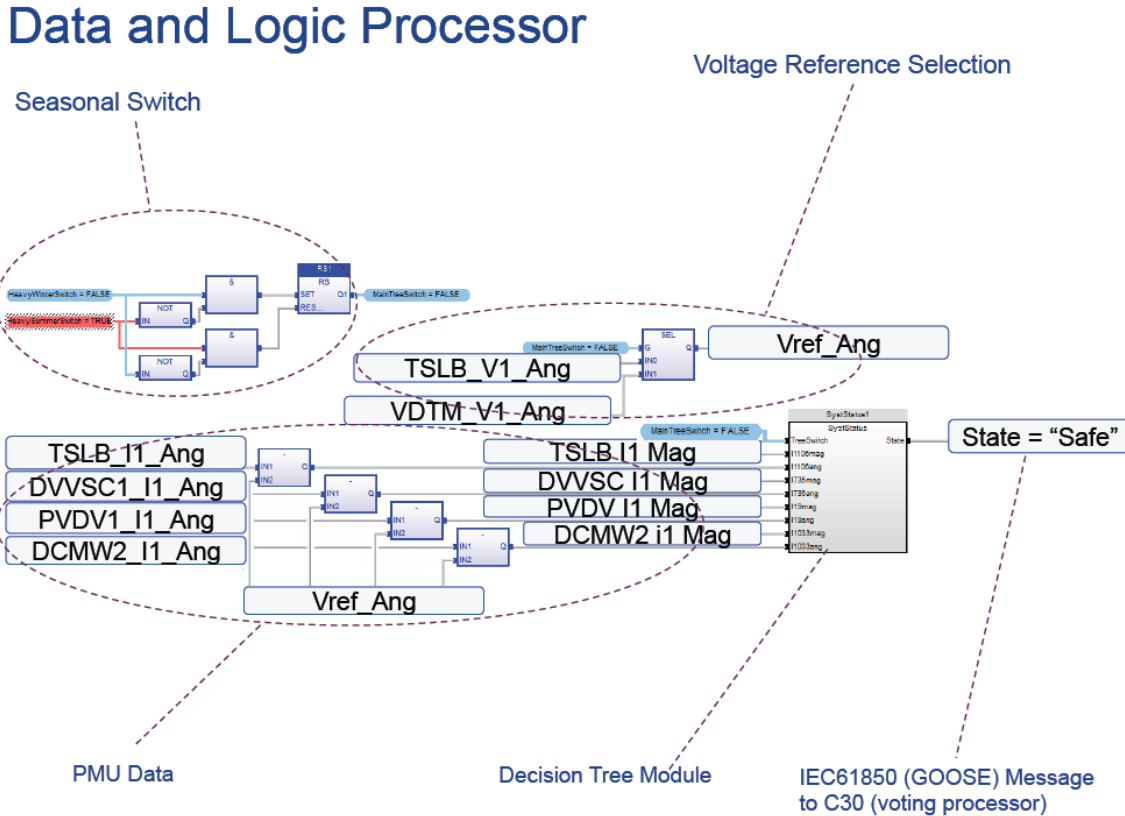 Data and Logic Processor
Voltage Reference Selection
Seasonal Switch
RS1
RS
SET
Q1
RES...
HeavyWinterSwitch = FALSE
MainTreeSwitch = FALSE
&
NOT
IN
Q
HeavySummerSwitch = TRUE
&
NOT
IN
Q
SEL
G
Q
IN0
IN1
MainTreeSwitch = FALSE
Vref_Ang
TSLB_V1_Ang
VDTM_V1_Ang
SystStatus1
SystStatus
MainTreeSwitch = FALSE
TreeSwitch
State
State = “Safe”
TSLB_I1_Ang
DVVSC1_I1_Ang
PVDV1_I1_Ang
DCMW2_I1_Ang
-
IN1
Q
IN2
-
IN1
Q
IN2
-
IN1
Q
IN2
-
IN1
Q
IN2
TSLB I1 Mag
DVVSC I1 Mag
PVDV I1 Mag
DCMW2 i1 Mag
I1106mag
I1106ang
I735mag
I735ang
I19mag
I19ang
I1033mag
I1033ang
Vref_Ang
PMU Data
Decision Tree Module
IEC61850 (GOOSE) Message
to C30 (voting processor)